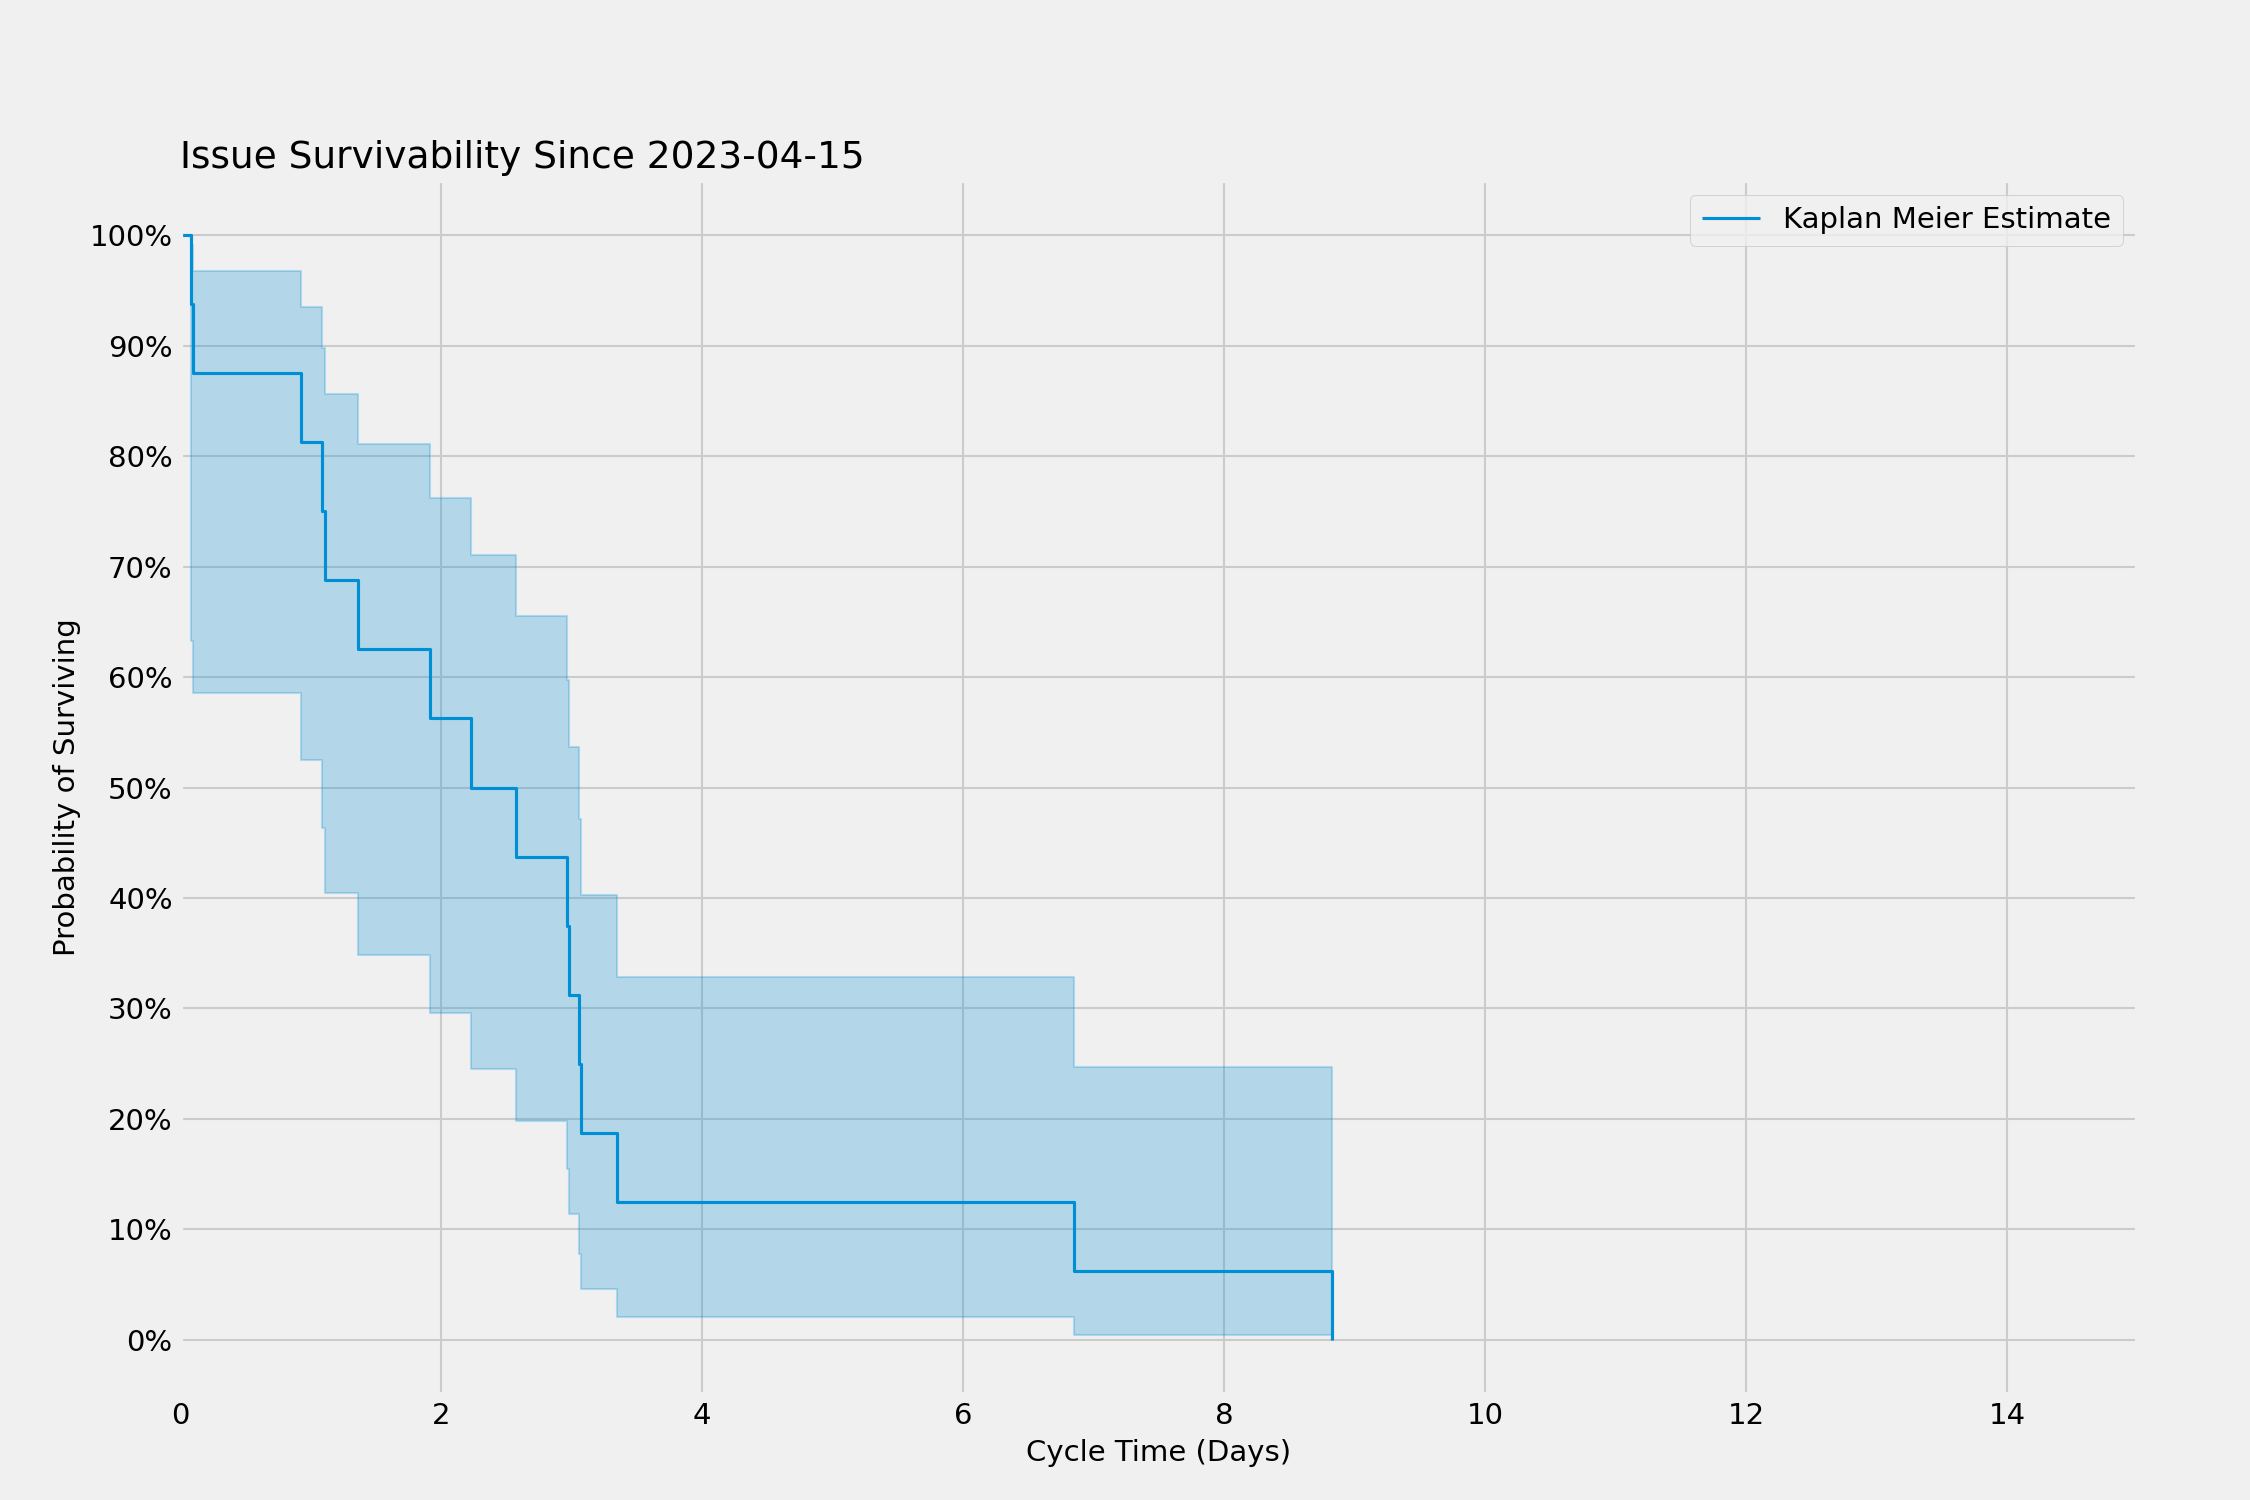 Issue Survivability Since 2023-04-15
Kaplan Meier Estimate
100%
90%
80%
70%
60%
50%
40%
30%
20%
10%
0%
Probability of Surviving
0 2 4 6 8 10 12 14
Cycle Time (Days)